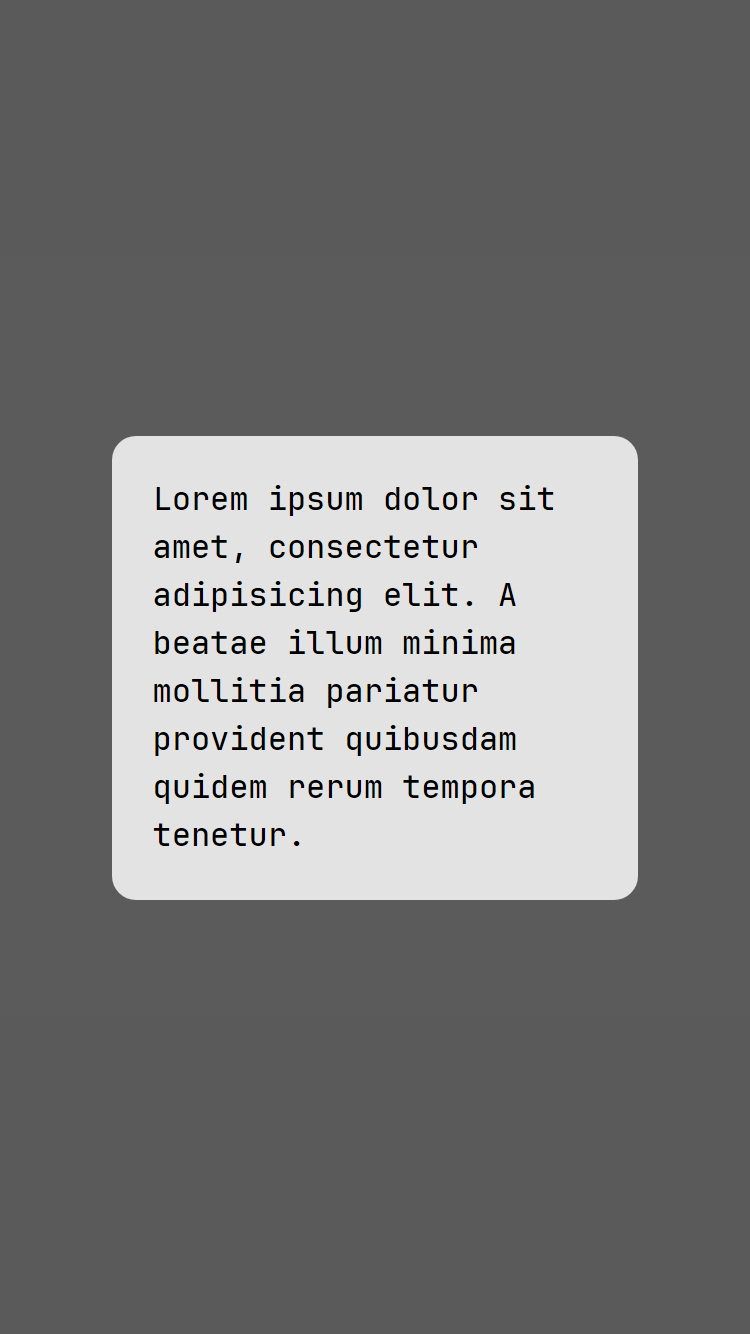 Lorem ipsum dolor sit
amet, consectetur
adipisicing elit. A
beatae illum minima
mollitia pariatur
provident quibusdam
quidem rerum tempora
tenetur.